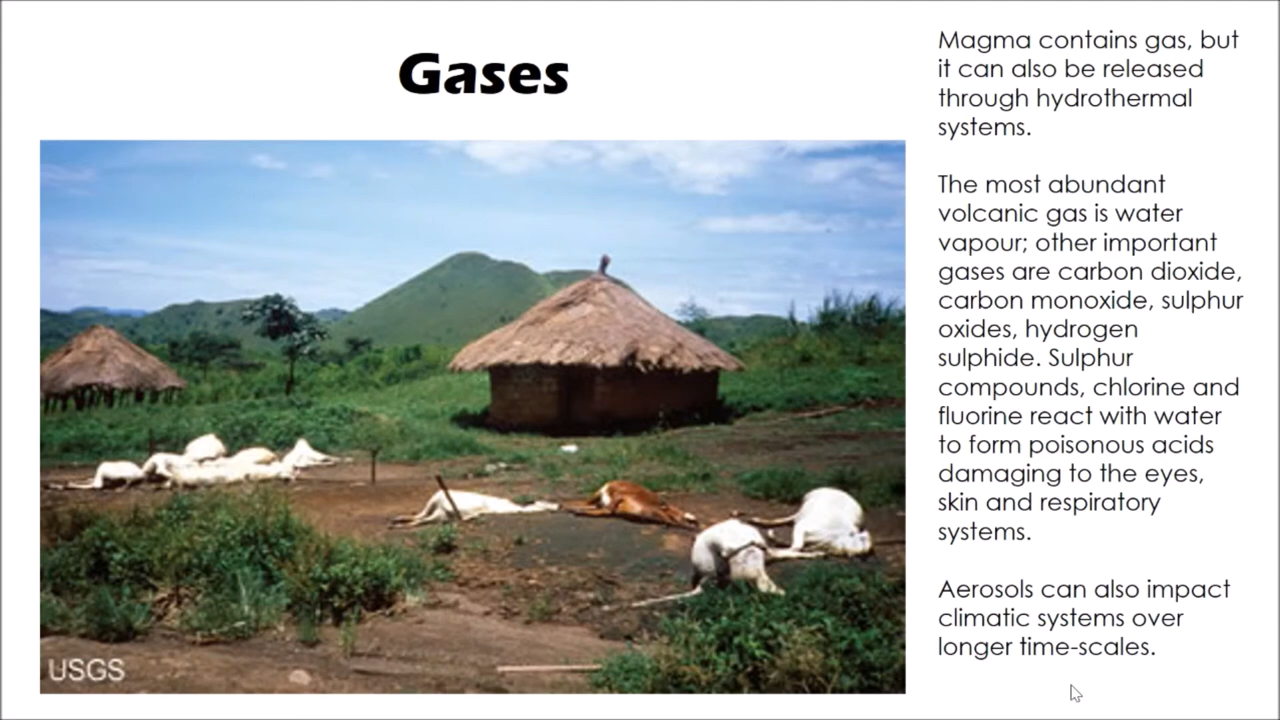 Gases
Magma contains gas, but
it can also be released
through hydrothermal
systems.
The most abundant
volcanic gas is water
vapour; other important
gases are carbon dioxide,
carbon monoxide, sulphur
oxides, hydrogen
sulphide. Sulphur
compounds, chlorine and
fluorine react with water
to form poisonous acids
damaging to the eyes,
skin and respiratory
systems.
Aerosols can also impact
climatic systems over
longer time-scales.
USGS